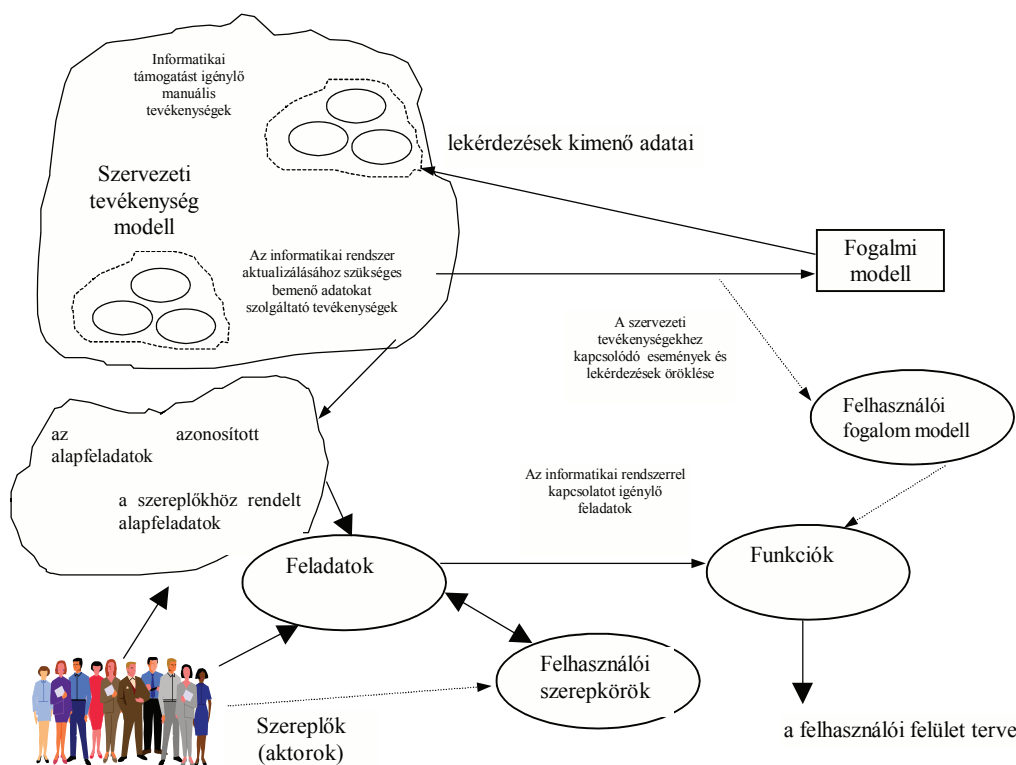 Informatikai
támogatást igénylő
manuális
tevékenységek
lekérdezések kimenő adatai
Szervezeti
tevékenység
modell
Az informatikai rendszer
aktualizálásához szükséges
bemenő adatokat
szolgáltató tevékenységek
Fogalmi
modell
A szervezeti
tevékenységekhez
kapcsolódó események és
lekérdezések öröklése
Felhasználói
fogalom modell
az azonosított
alapfeladatok
a szereplőkhöz rendelt
alapfeladatok
Az informatikai rendszerrel
kapcsolatot igénylő
feladatok
Feladatok
Funkciók
Felhasználói
szerepkörök
Szereplők
(aktorok)
a felhasználói felület terve